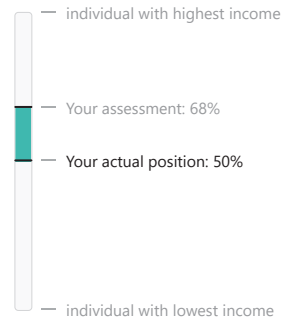 individual with highest income
Your assessment: 68%
Your actual position: 50%
individual with lowest income